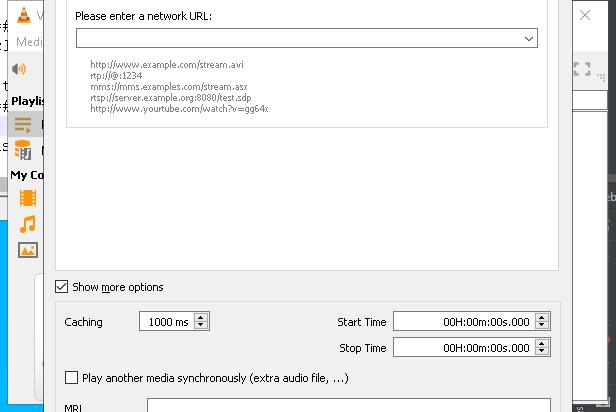 Please enter a network URL:
http://www.example.com/stream.avi
rtp://@:1234
mms://mms.examples.com/stream.asx
rtsp://server.example.org:8080/test.sdp
http://www.yourtube.com/watch?v=gg64x
Medi
Playlis
My Co
Show more options
Caching
1000 ms
Start Time
00H:00m:00s.000
Stop Time
00H:00m:00s.000
Play another media synchronously (extra audio file, ...)
MRL